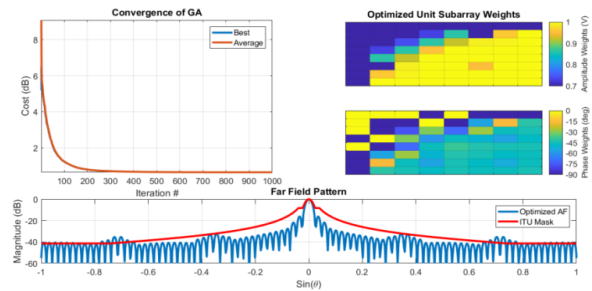 Convergence of GA
Best
Average
8
6
4
2
Cost (dB)
100 200 300 400 500 600 700 800 900 1000
Iteration #
Optimized Unit Subarray Weights
1
0.9
0.8
0.7
Amplitude Weights (V)
0
-15
-30
-45
-60
-75
-90
Phase Weights (deg)
Far Field Pattern
0
-20
-40
-60
Magnitude (dB)
Optimized AF
ITU Mask
-1 -0.8 -0.6 -0.4 -0.2 0 0.2 0.4 0.6 0.8 1
Sin(θ)